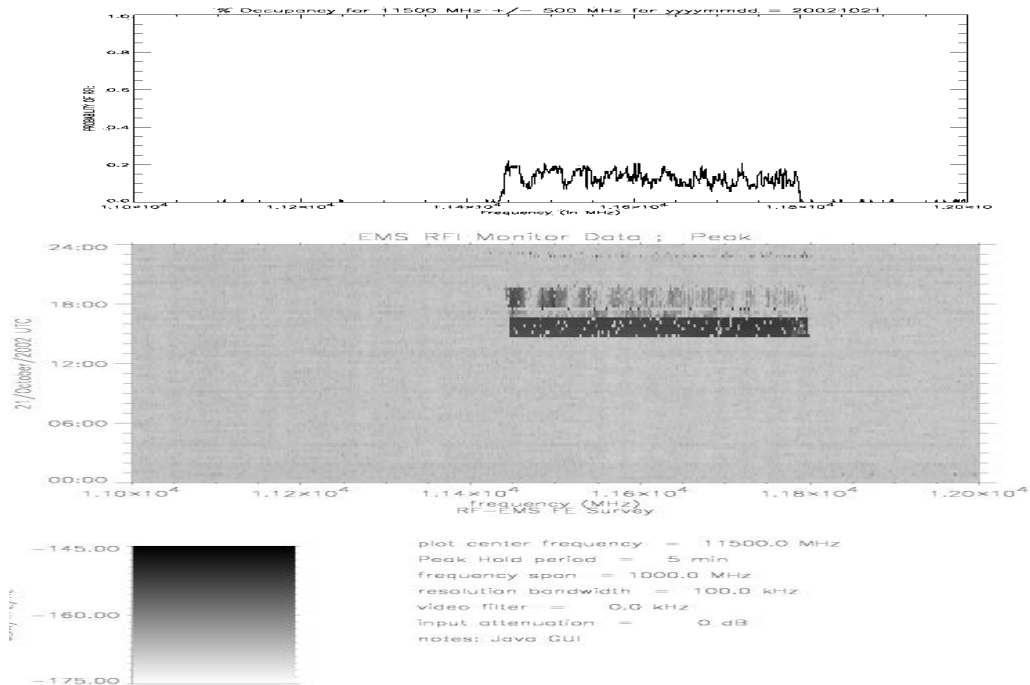 % Occupancy for 11500 MHz +/- 500 MHz for yyyymmdd = 20021021
1.0
0.8
0.6
0.4
0.2
0.0
PROBABILITY OF RFI
1.10×10⁴ 1.12×10⁴ 1.14×10⁴ 1.16×10⁴ 1.18×10⁴ 1.20×10
Frequency (in MHz)
EMS RFI Monitor Data ; Peak
24:00
18:00
12:00
06:00
00:00
21/October/2002 UTC
1.10×10⁴ 1.12×10⁴ 1.14×10⁴ 1.16×10⁴ 1.18×10⁴ 1.20×10⁴
frequency (MHz)
RF-EMS FE Survey
-145.00
-160.00
-175.00
plot center frequency = 11500.0 MHz
Peak Hold period = 5 min
frequency span = 1000.0 MHz
resolution bandwidth = 100.0 kHz
video filter = 0.0 kHz
input attenuation = 0 dB
notes: Java GUI